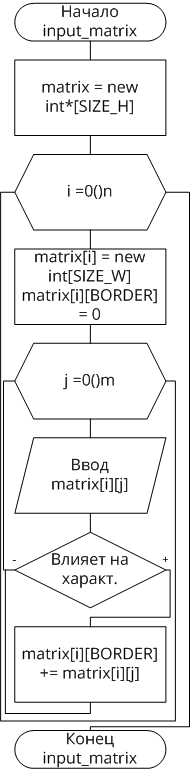 Начало
input_matrix
matrix = new
int*[SIZE_H]
i =0()n
matrix[i] = new
int[SIZE_W]
matrix[i][BORDER]
= 0
j =0()m
Ввод
matrix[i][j]
Влияет на
характ.
-
+
matrix[i][BORDER]
+= matrix[i][j]
Конец
input_matrix